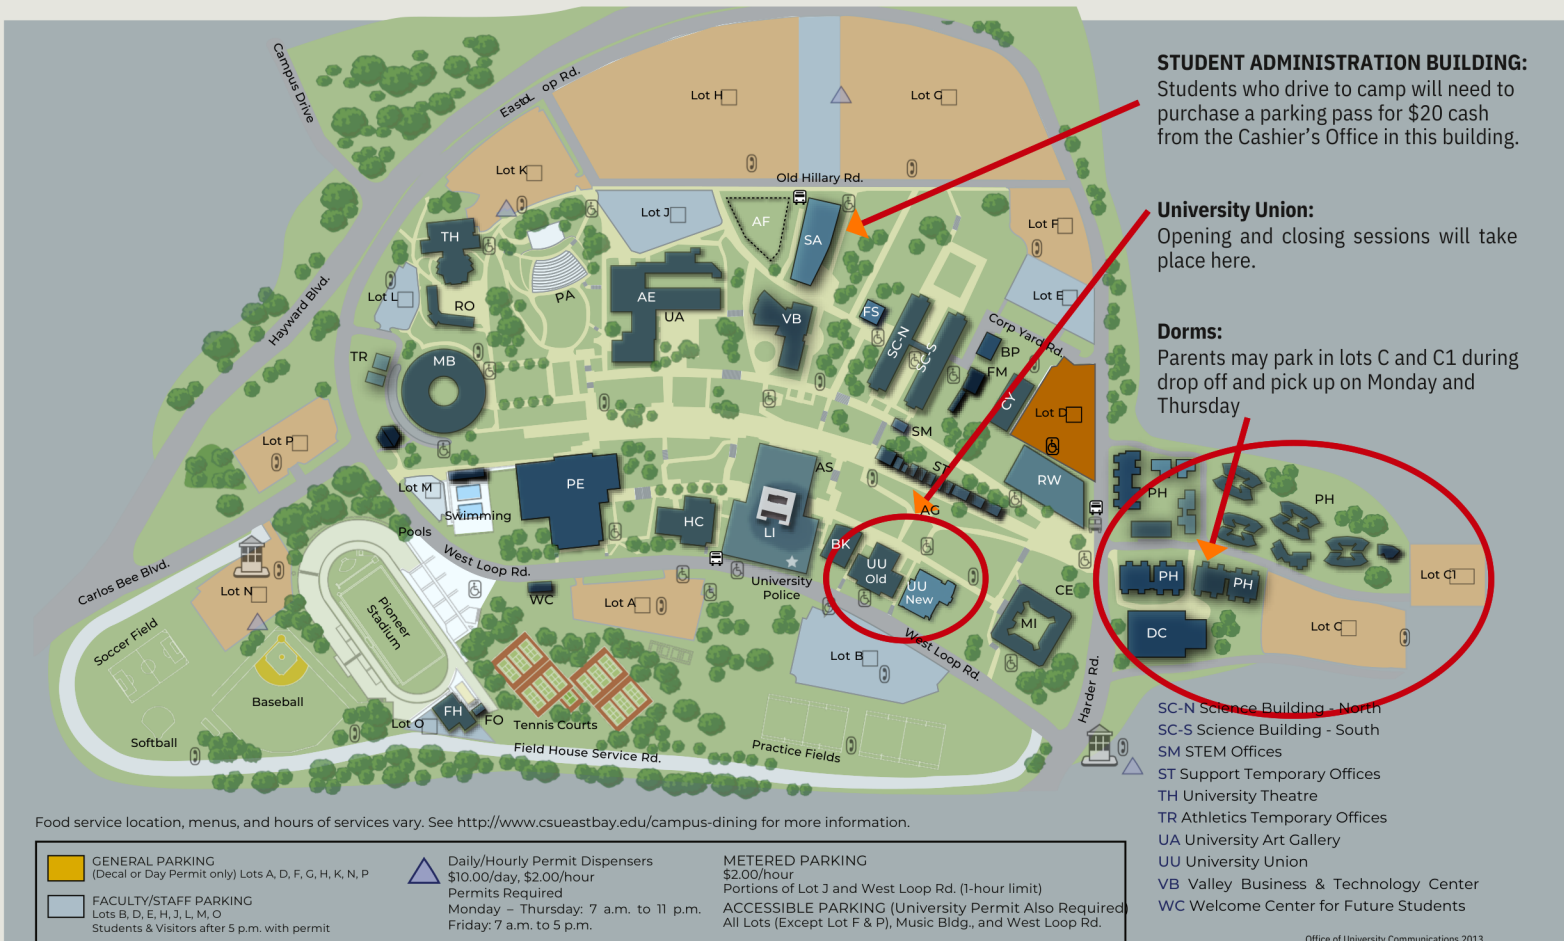 STUDENT ADMINISTRATION BUILDING:
Students who drive to camp will need to
purchase a parking pass for $20 cash
from the Cashier's Office in this building.
University Union:
Opening and closing sessions will take
place here.
Dorms:
Parents may park in lots C and C1 during
drop off and pick up on Monday and
Thursday
Campus Drive
East Loop Rd.
Lot H
Lot G
Lot K
Old Hillary Rd.
Lot J
AF
SA
Lot F
TH
Hayward Blvd.
Lot L
RO
PA
AE
UA
VB
FS
SC-N
SC-S
Lot E
Corp Yard Rd.
BP
FM
CY
Lot D
TR
MB
Lot P
SM
ST
AS
RW
AG
Lot M
Swimming
Pools
PE
HC
LI
BK
UU
Old
UU
New
PH
PH
PH
PH
DC
Lot C1
Lot C
CE
MI
West Loop Rd.
University
Police
WC
Lot A
Carlos Bee Blvd.
Lot N
Pioneer
Stadium
Soccer Field
Baseball
Softball
Lot O
FH
FO
Tennis Courts
Lot B
West Loop Rd.
Harder Rd.
Practice Fields
Field House Service Rd.
SC-N Science Building - North
SC-S Science Building - South
SM STEM Offices
ST Support Temporary Offices
TH University Theatre
TR Athletics Temporary Offices
UA University Art Gallery
UU University Union
VB Valley Business & Technology Center
WC Welcome Center for Future Students
Food service location, menus, and hours of services vary. See http://www.csueastbay.edu/campus-dining for more information.
GENERAL PARKING
(Decal or Day Permit only) Lots A, D, F, G, H, K, N, P
FACULTY/STAFF PARKING
Lots B, D, E, H, J, L, M, O
Students & Visitors after 5 p.m. with permit
Daily/Hourly Permit Dispensers
$10.00/day, $2.00/hour
Permits Required
Monday – Thursday: 7 a.m. to 11 p.m.
Friday: 7 a.m. to 5 p.m.
METERED PARKING
$2.00/hour
Portions of Lot J and West Loop Rd. (1-hour limit)
ACCESSIBLE PARKING (University Permit Also Required)
All Lots (Except Lot F & P), Music Bldg., and West Loop Rd.
Office of University Communications 2013